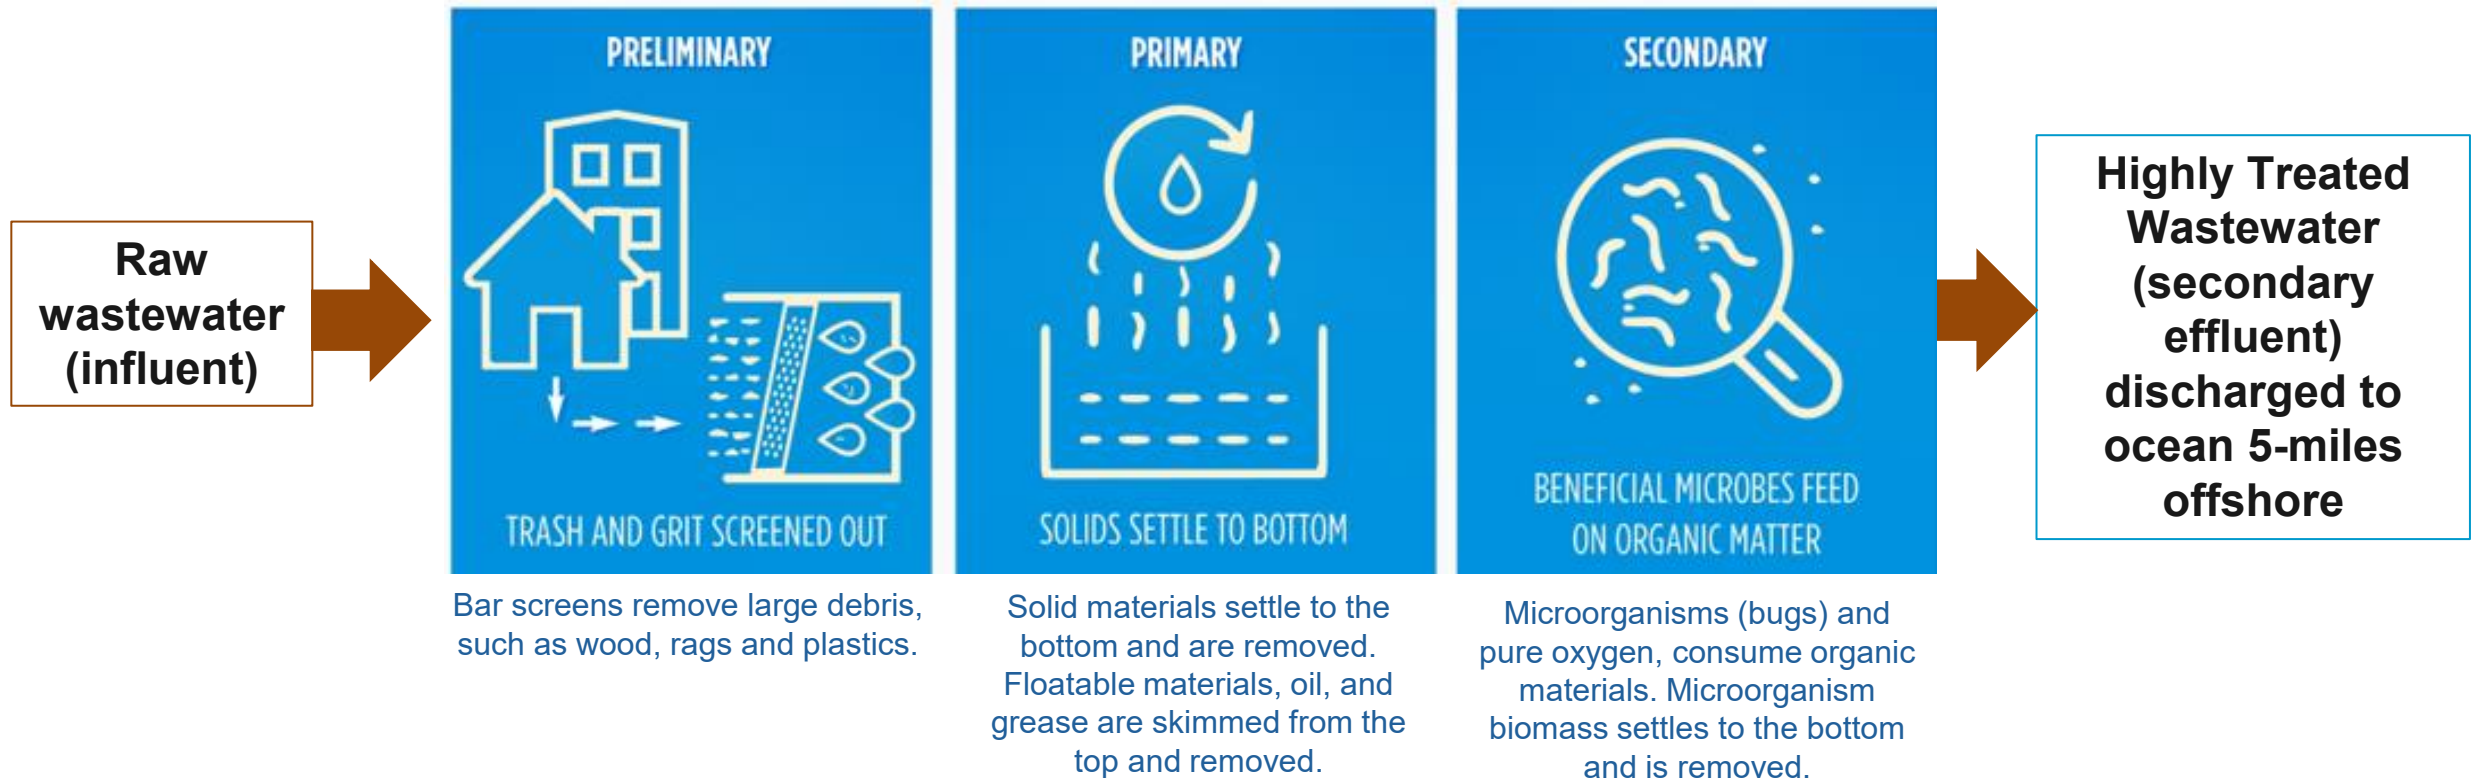 Raw
wastewater
(influent)
PRELIMINARY
TRASH AND GRIT SCREENED OUT
Bar screens remove large debris,
such as wood, rags and plastics.
PRIMARY
SOLIDS SETTLE TO BOTTOM
Solid materials settle to the
bottom and are removed.
Floatable materials, oil, and
grease are skimmed from the
top and removed.
SECONDARY
BENEFICIAL MICROBES FEED
ON ORGANIC MATTER
Microorganisms (bugs) and
pure oxygen, consume organic
materials. Microorganism
biomass settles to the bottom
and is removed.
Highly Treated
Wastewater
(secondary
effluent)
discharged to
ocean 5-miles
offshore